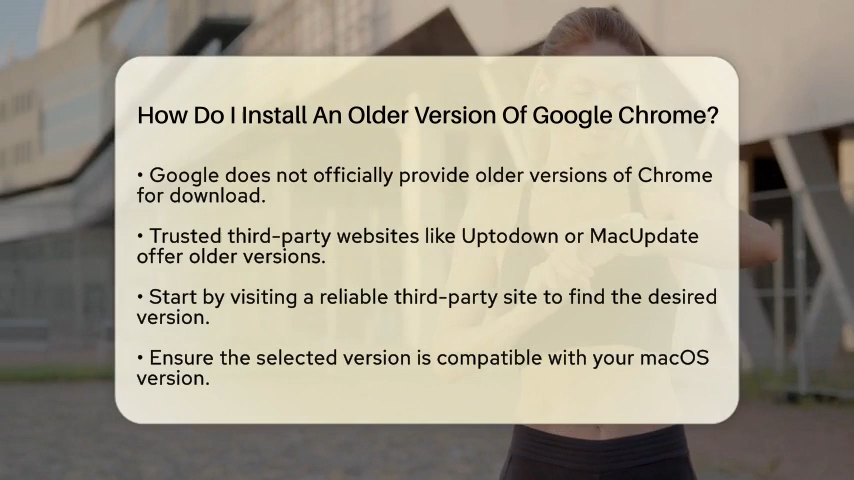 How Do I Install An Older Version Of Google Chrome?
• Google does not officially provide older versions of Chrome
for download.
• Trusted third-party websites like Uptodown or MacUpdate
offer older versions.
• Start by visiting a reliable third-party site to find the desired
version.
• Ensure the selected version is compatible with your macOS
version.